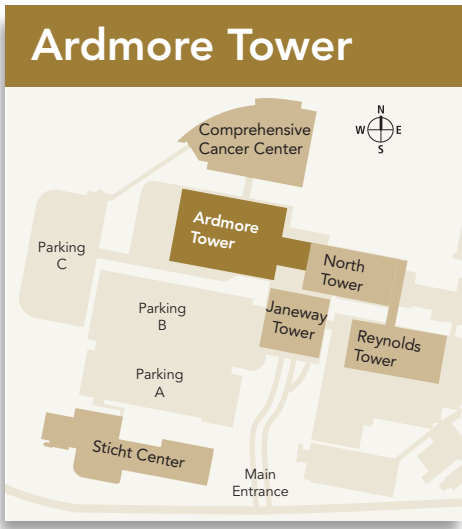 Ardmore Tower
N
W E
S
Comprehensive
Cancer Center
Ardmore
Tower
Parking
C
North
Tower
Parking
B
Janeway
Tower
Reynolds
Tower
Parking
A
Sticht Center
Main
Entrance